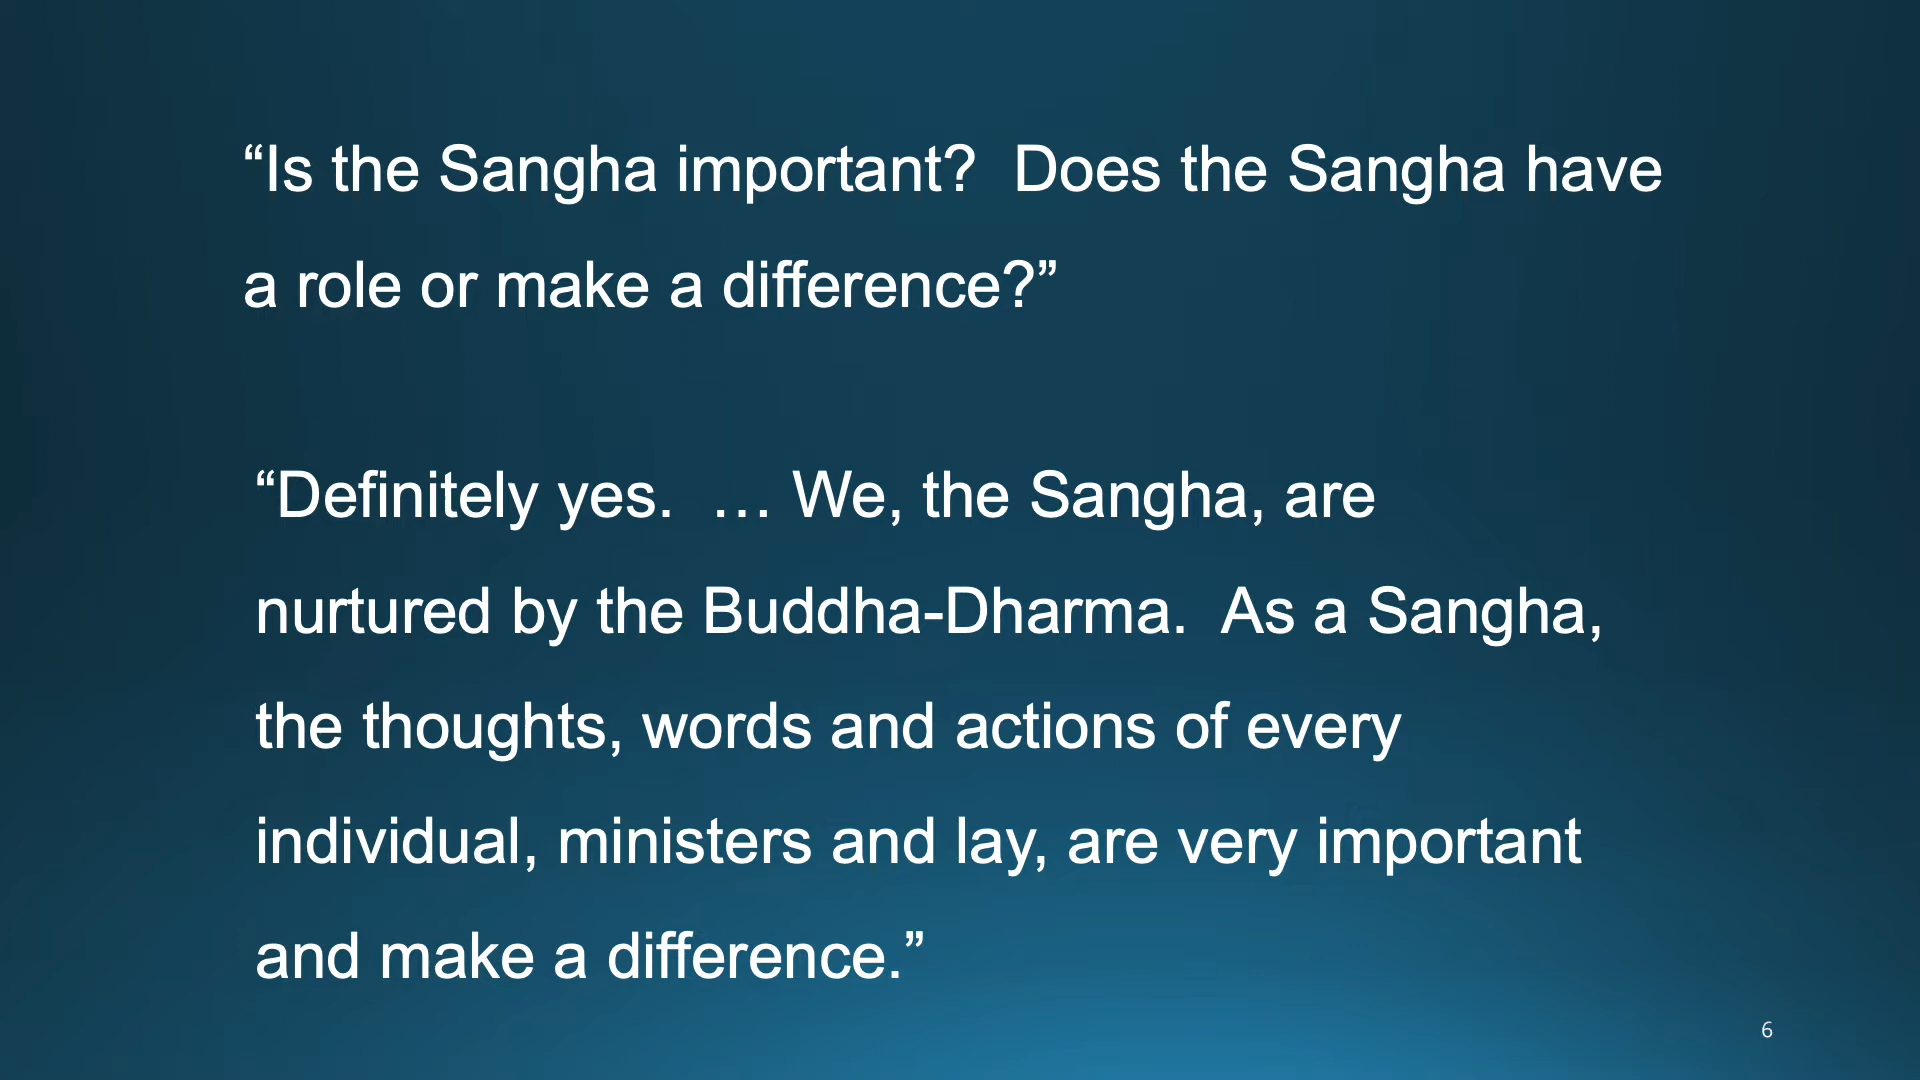 “Is the Sangha important?  Does the Sangha have
a role or make a difference?”
“Definitely yes.  … We, the Sangha, are
nurtured by the Buddha-Dharma.  As a Sangha,
the thoughts, words and actions of every
individual, ministers and lay, are very important
and make a difference.”
6